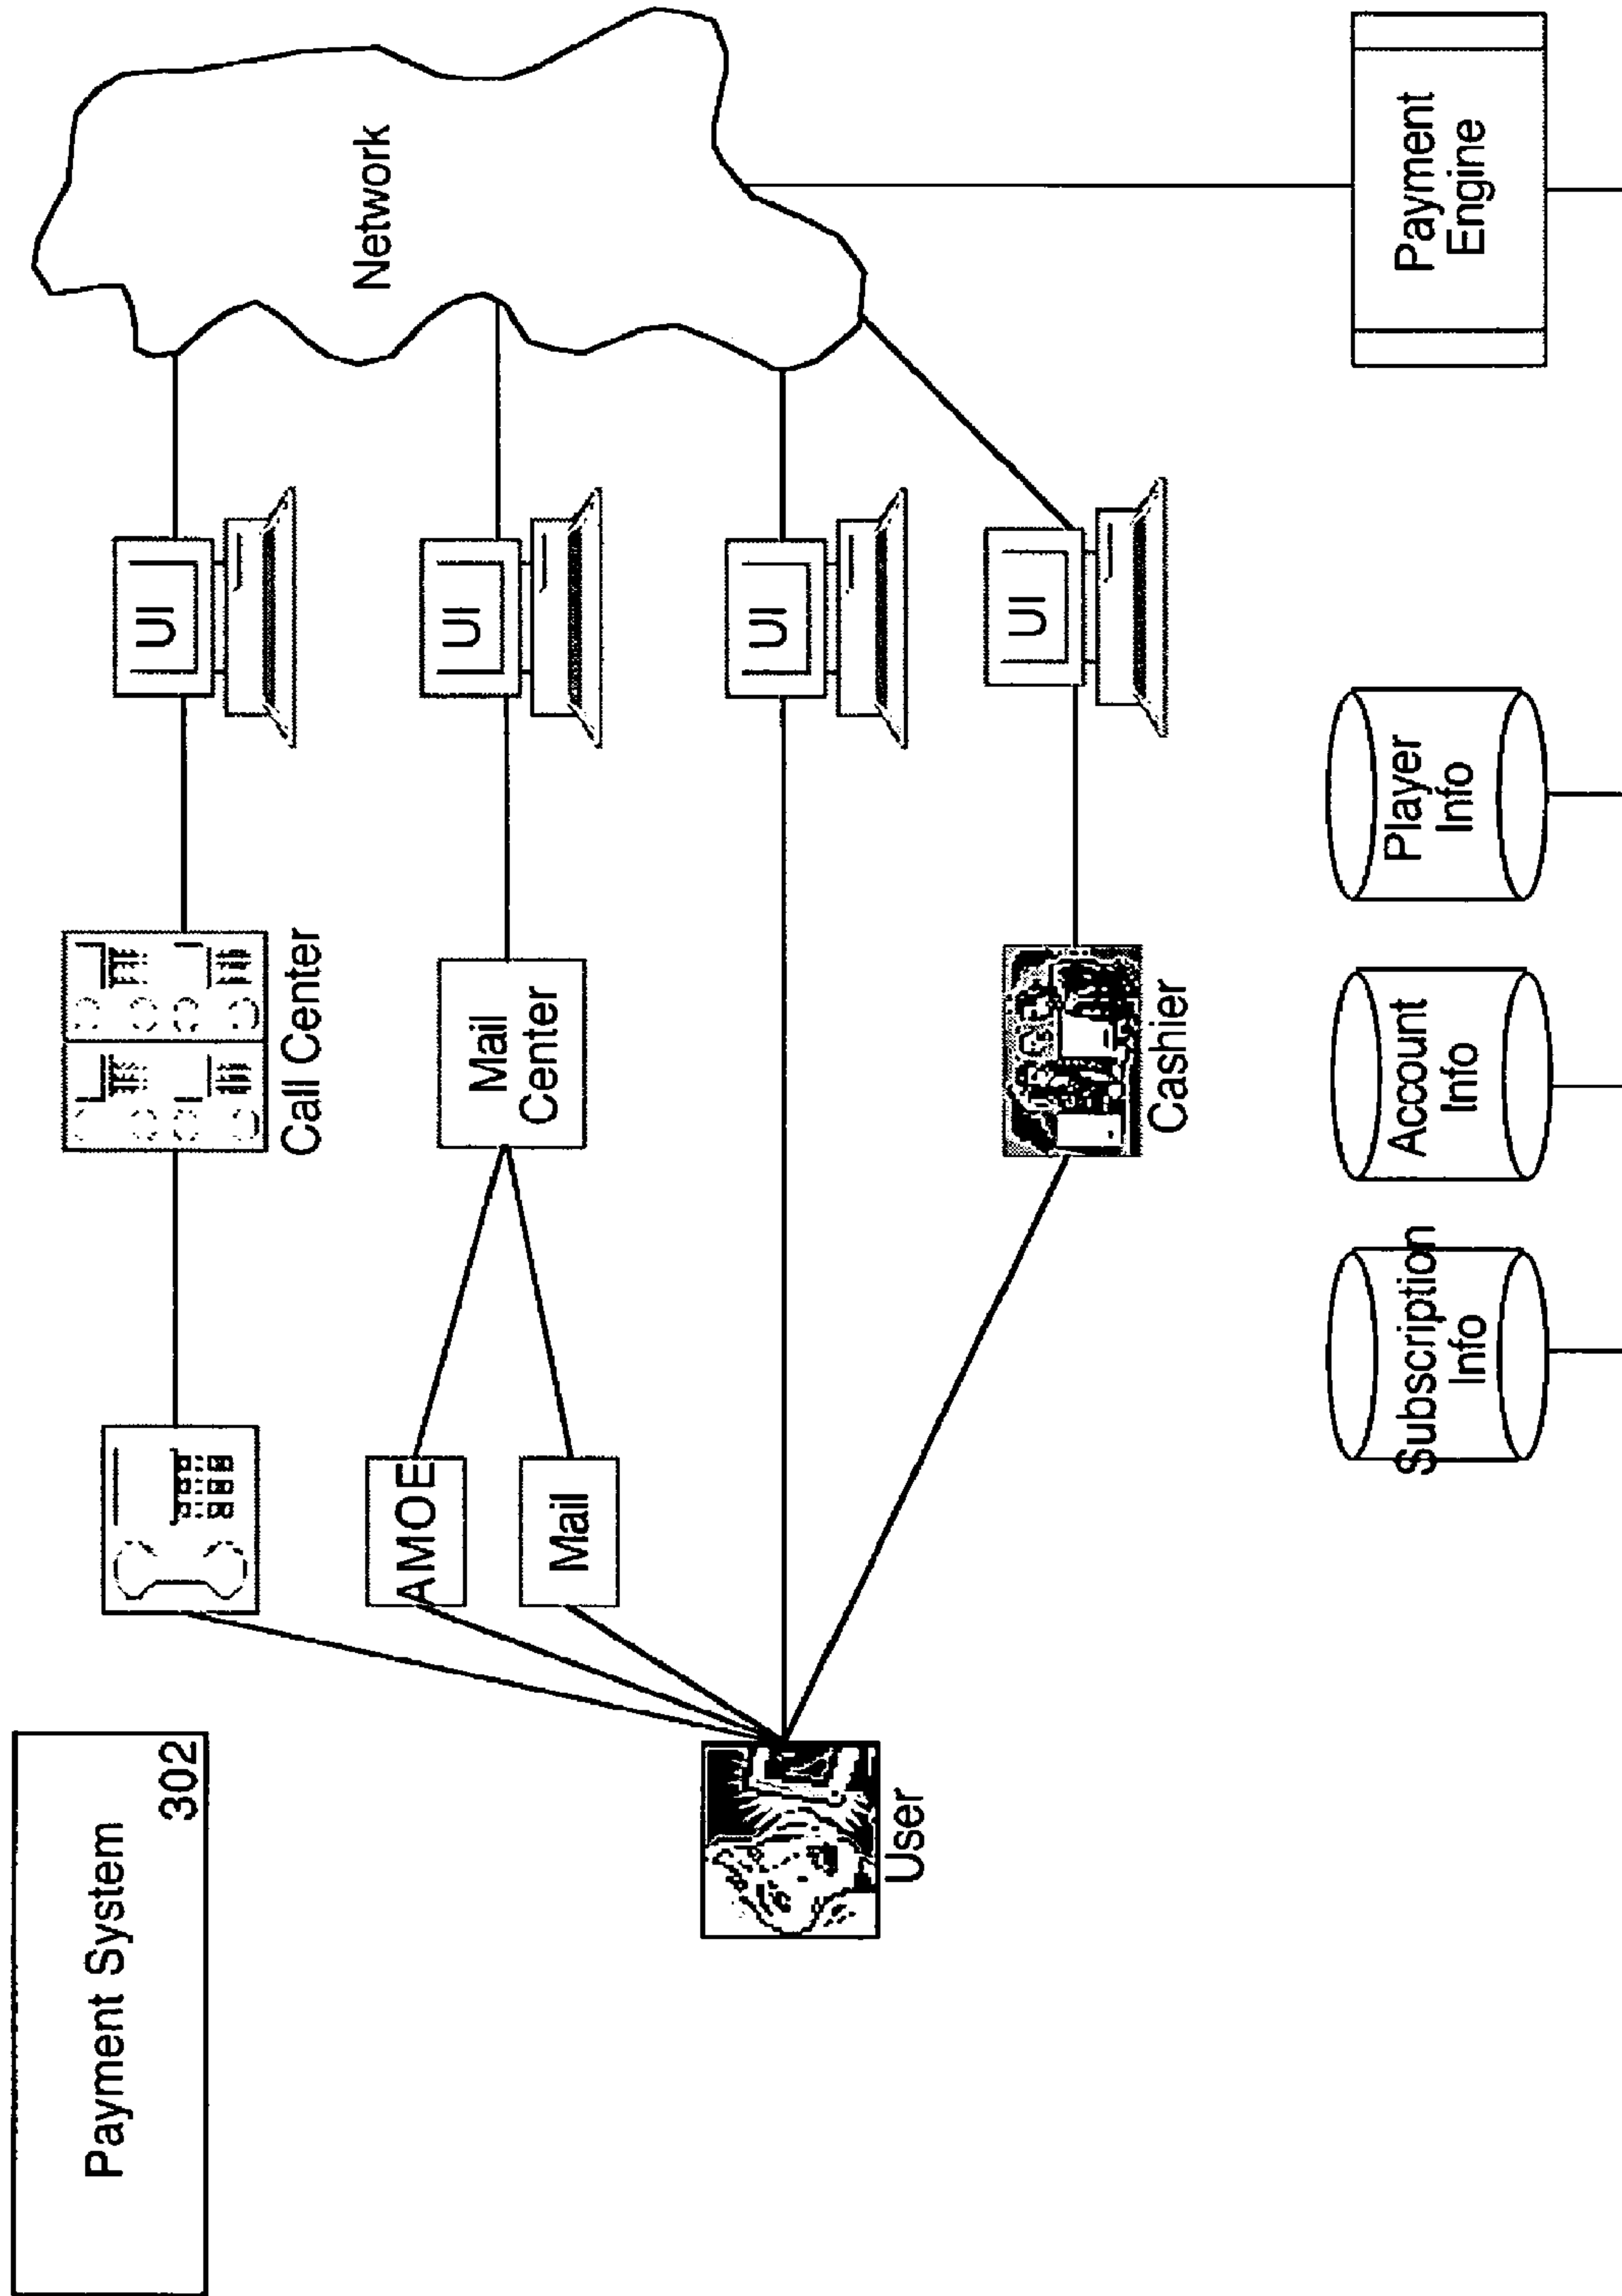 Payment System
302
Call Center
UI
Network
AMOE
Mail
Mail
Center
UI
User
UI
Cashier
UI
Subscription
Info
Account
Info
Player
Info
Payment
Engine